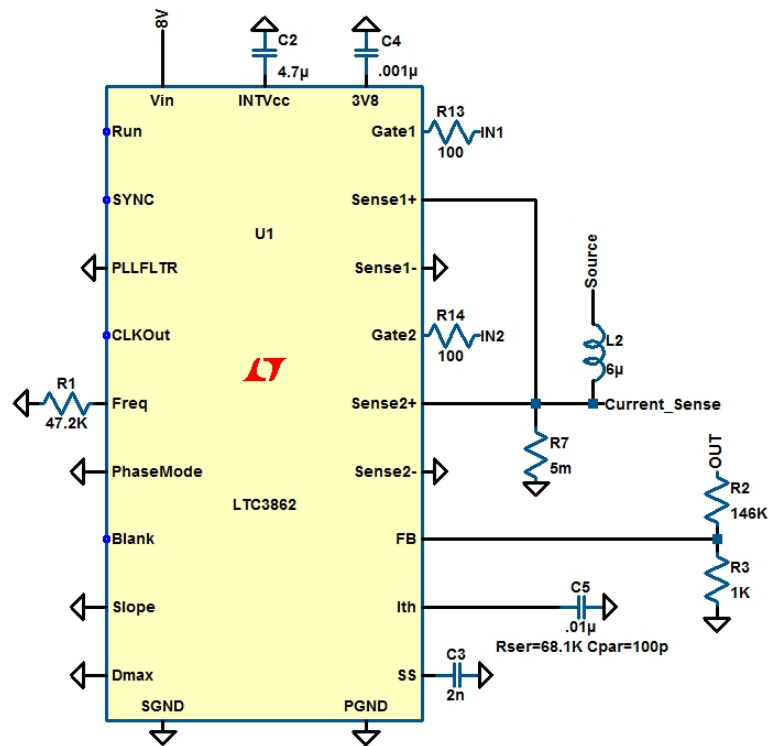 8V
C2
4.7µ
C4
.001µ
Vin
INTVcc
3V8
Run
Gate1
R13
100
IN1
SYNC
Sense1+
U1
PLLFLTR
Sense1-
Source
CLKOut
Gate2
R14
100
IN2
L2
6µ
R1
47.2K
Freq
Sense2+
Current_Sense
R7
5m
PhaseMode
Sense2-
OUT
R2
146K
LTC3862
Blank
FB
R3
1K
Slope
Ith
C5
.01µ
Rser=68.1K Cpar=100p
Dmax
SS
C3
2n
SGND
PGND